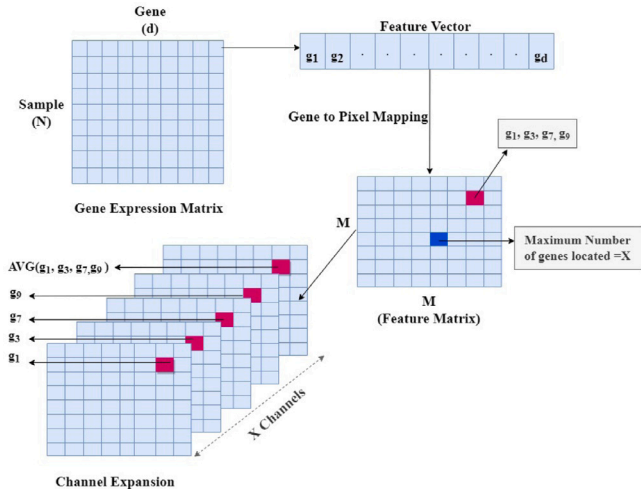 Gene
(d)
Feature Vector
g1 g2 . . . . . . . gd
Sample
(N)
Gene to Pixel Mapping
g1, g3, g7, g9
Gene Expression Matrix
M
Maximum Number
of genes located =X
AVG(g1, g3, g7,g9 )
M
(Feature Matrix)
g9
g7
g3
g1
X Channels
Channel Expansion